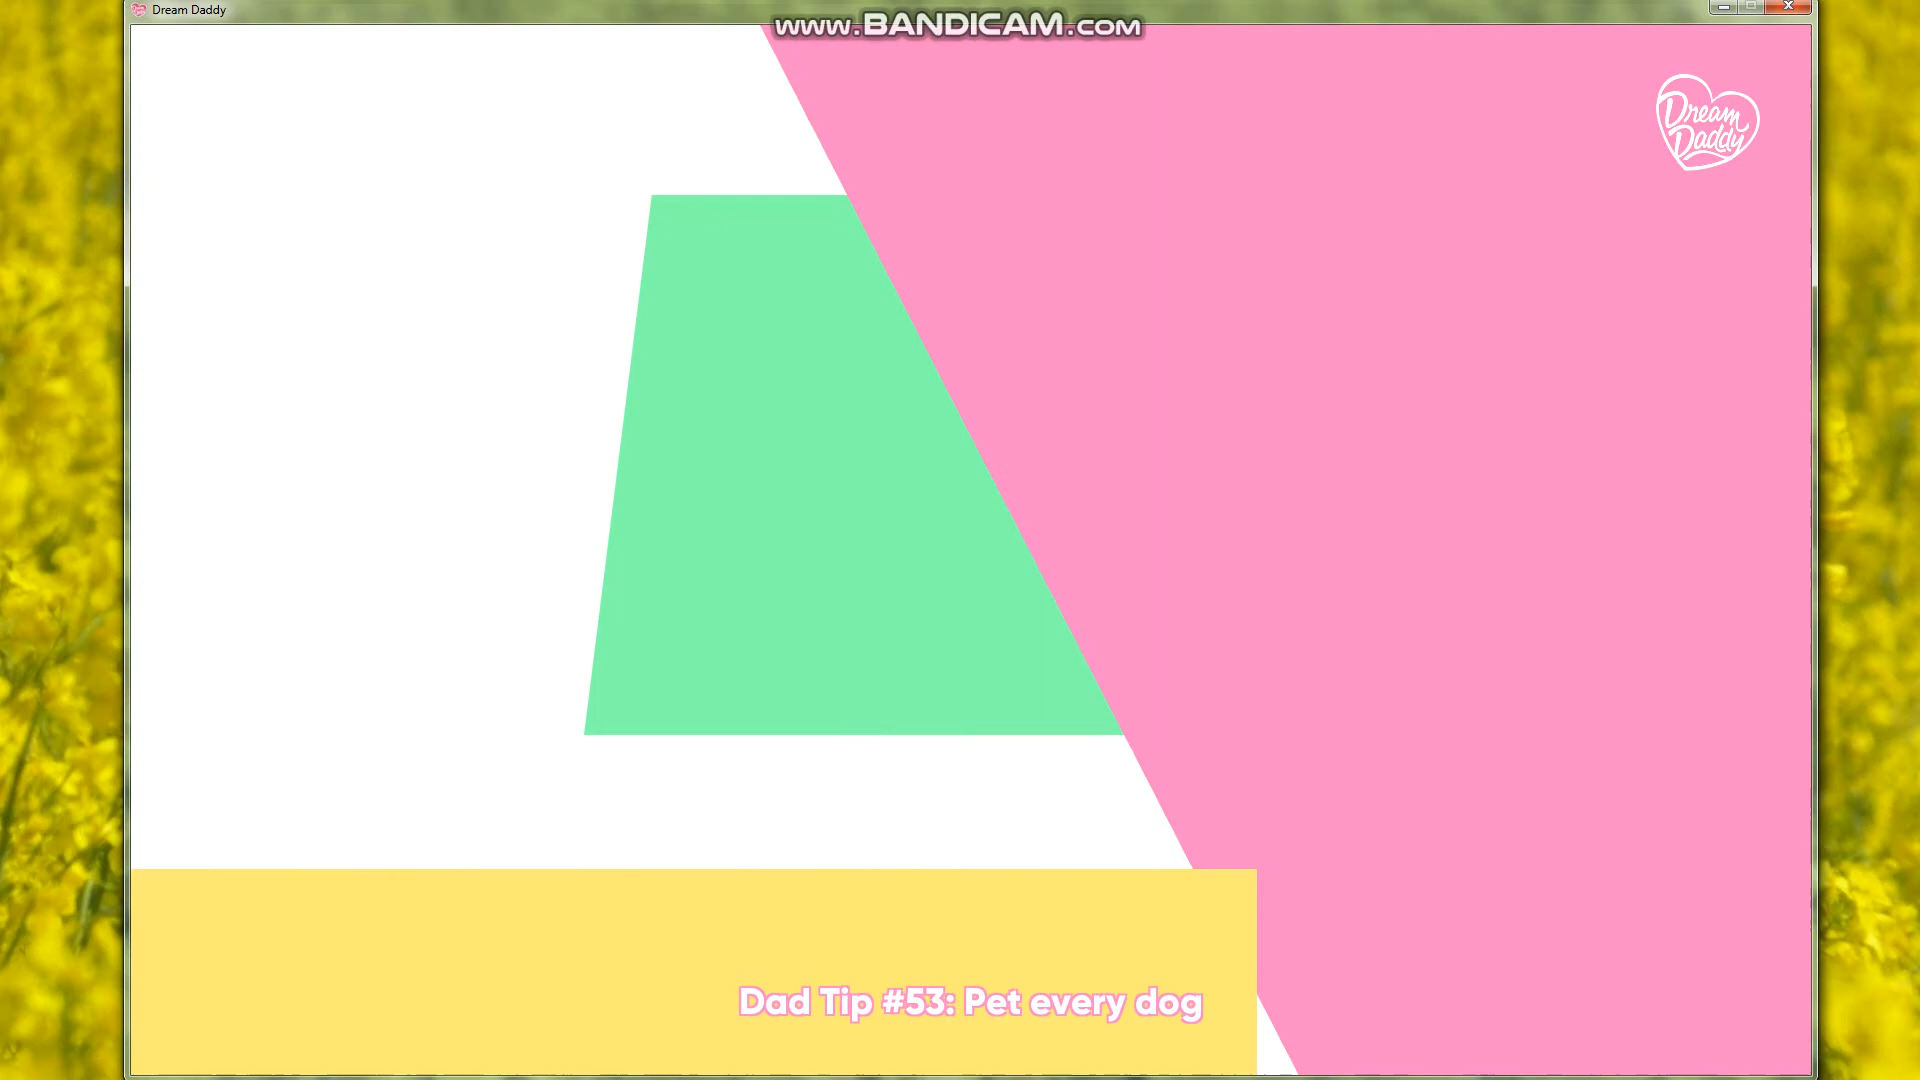 Dream Daddy
www.BANDICAM.com
Dream
Daddy
Dad Tip #53: Pet every dog